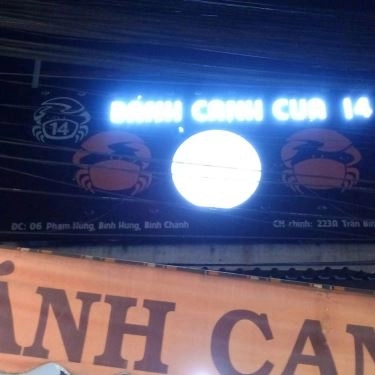 BÁNH CANH CUA 14
14
ĐC: 06 Phạm Hùng, Bình Hưng, Bình Chánh
CN chính: 223A Trần
ÁNH CAN